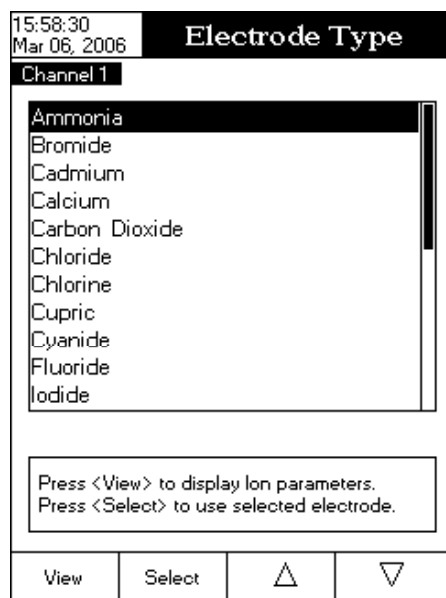 15:58:30
Mar 06, 2006
Electrode Type
Channel 1
Ammonia
Bromide
Cadmium
Calcium
Carbon Dioxide
Chloride
Chlorine
Cupric
Cyanide
Fluoride
Iodide
Press <View> to display Ion parameters.
Press <Select> to use selected electrode.
View Select △ ▽